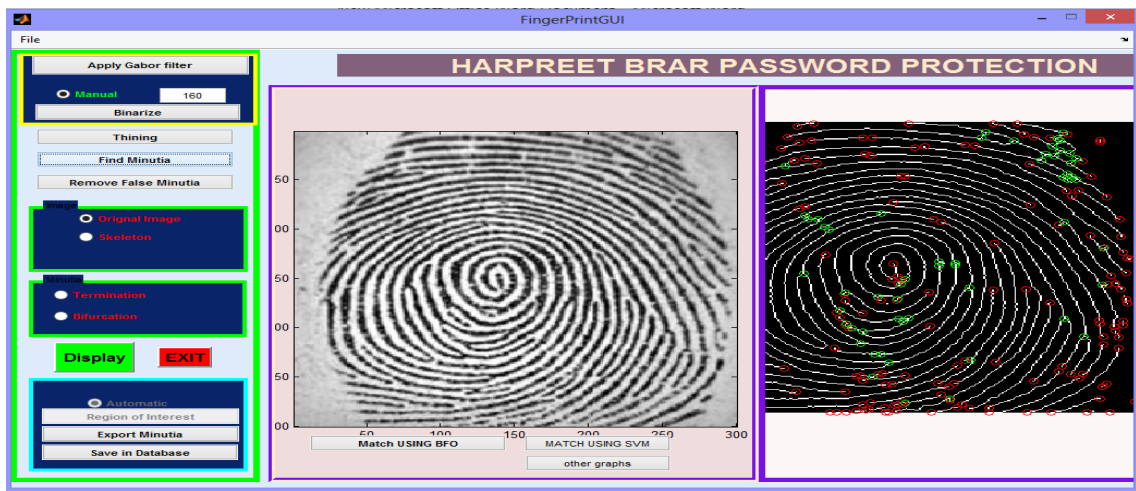 FingerPrintGUI
File
HARPREET BRAR PASSWORD PROTECTION
Apply Gabor filter
Manual 160
Binarize
Thining
Find Minutia
Remove False Minutia
Image
Orignal Image
Skeleton
Minutia
Termination
Bifurcation
Display EXIT
Automatic
Region of Interest
Export Minutia
Save in Database
50
00
50
00
50
00
50 100 150 200 250 300
Match USING BFO MATCH USING SVM
other graphs